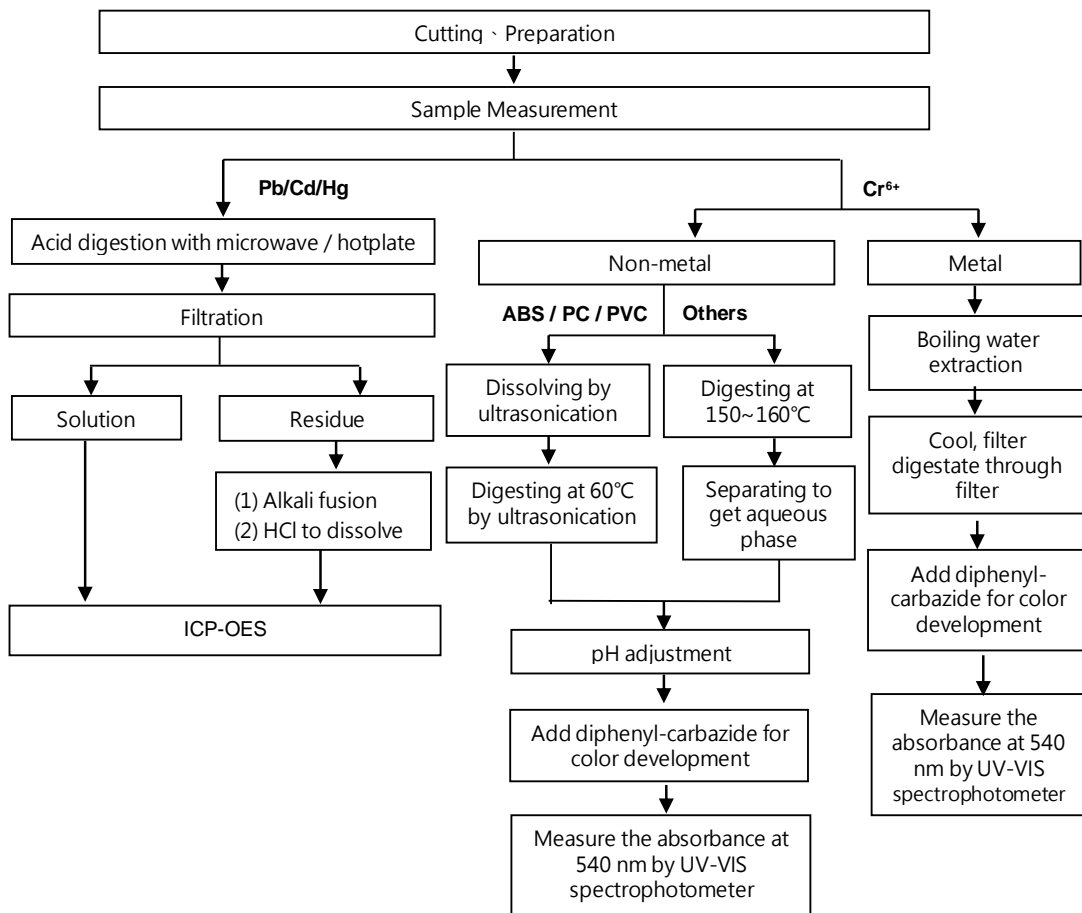 Cutting、Preparation
Sample Measurement
Pb/Cd/Hg
Cr⁶⁺
Acid digestion with microwave / hotplate
Non-metal
Metal
Filtration
ABS / PC / PVC
Others
Boiling water
extraction
Solution
Residue
Dissolving by
ultrasonication
Digesting at
150~160℃
Cool, filter
digestate through
filter
(1) Alkali fusion
(2) HCl to dissolve
Digesting at 60℃
by ultrasonication
Separating to
get aqueous
phase
Add diphenyl-
carbazide for color
development
ICP-OES
pH adjustment
Measure the
absorbance at 540
nm by UV-VIS
spectrophotometer
Add diphenyl-carbazide for
color development
Measure the absorbance at
540 nm by UV-VIS
spectrophotometer